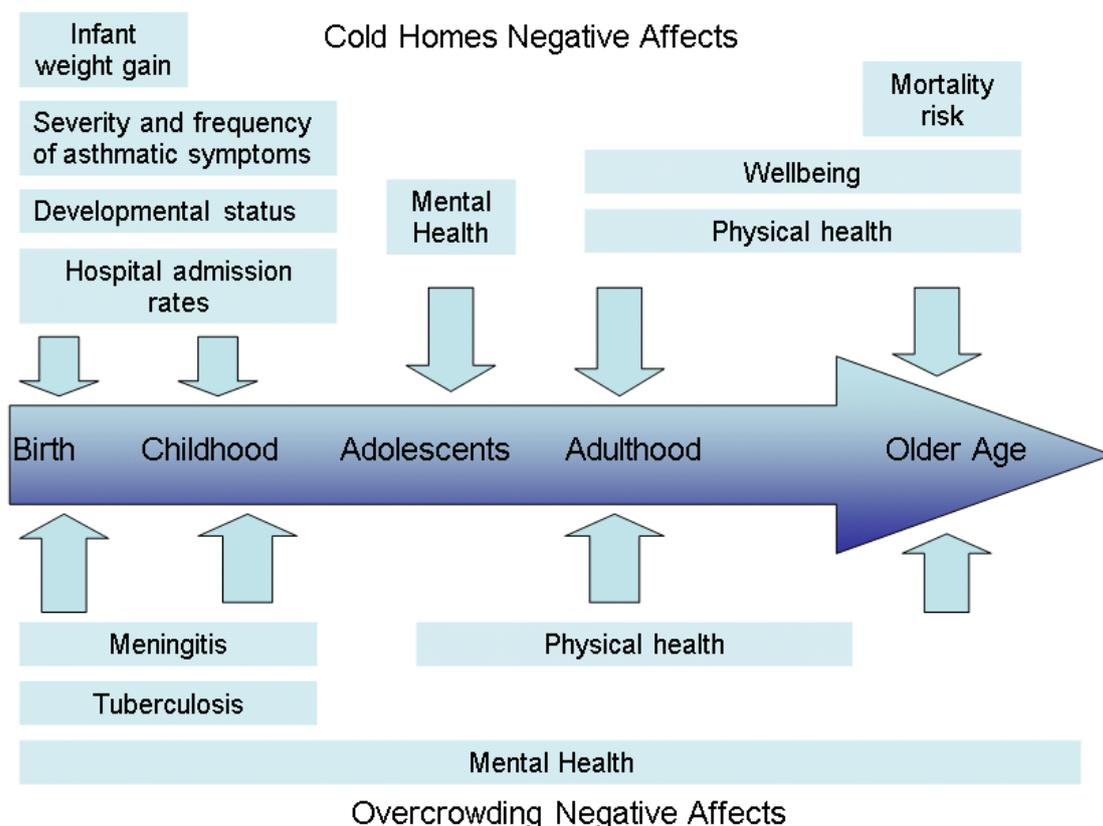 Cold Homes Negative Affects
Infant
weight gain
Severity and frequency
of asthmatic symptoms
Developmental status
Hospital admission
rates
Mental
Health
Mortality
risk
Wellbeing
Physical health
Birth
Childhood
Adolescents
Adulthood
Older Age
Meningitis
Tuberculosis
Physical health
Mental Health
Overcrowding Negative Affects